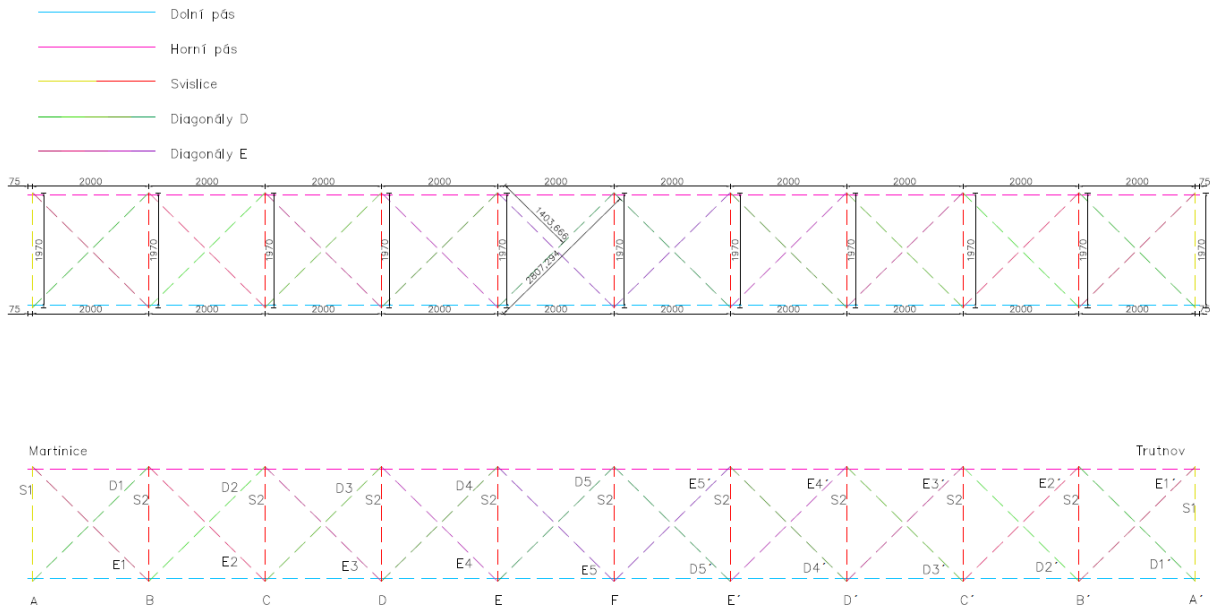 Dolní pás
Horní pás
Svislice
Diagonály D
Diagonály E
75 2000 2000 2000 2000 2000 2000 2000 2000 2000 2000 75
1970 1970 1970 1970 1970 1403,666 2807,294 1970 1970 1970 1970 1970 1970
75 2000 2000 2000 2000 2000 2000 2000 2000 2000 2000 75
Martinice Trutnov
S1 D1 S2 D2 S2 D3 S2 D4 S2 D5 S2 E5´ S2 E4´ S2 E3´ S2 E2´ S2 E1´ S1
E1 E2 E3 E4 E5 D5´ D4´ D3´ D2´ D1´
A B C D E F E´ D´ C´ B´ A´